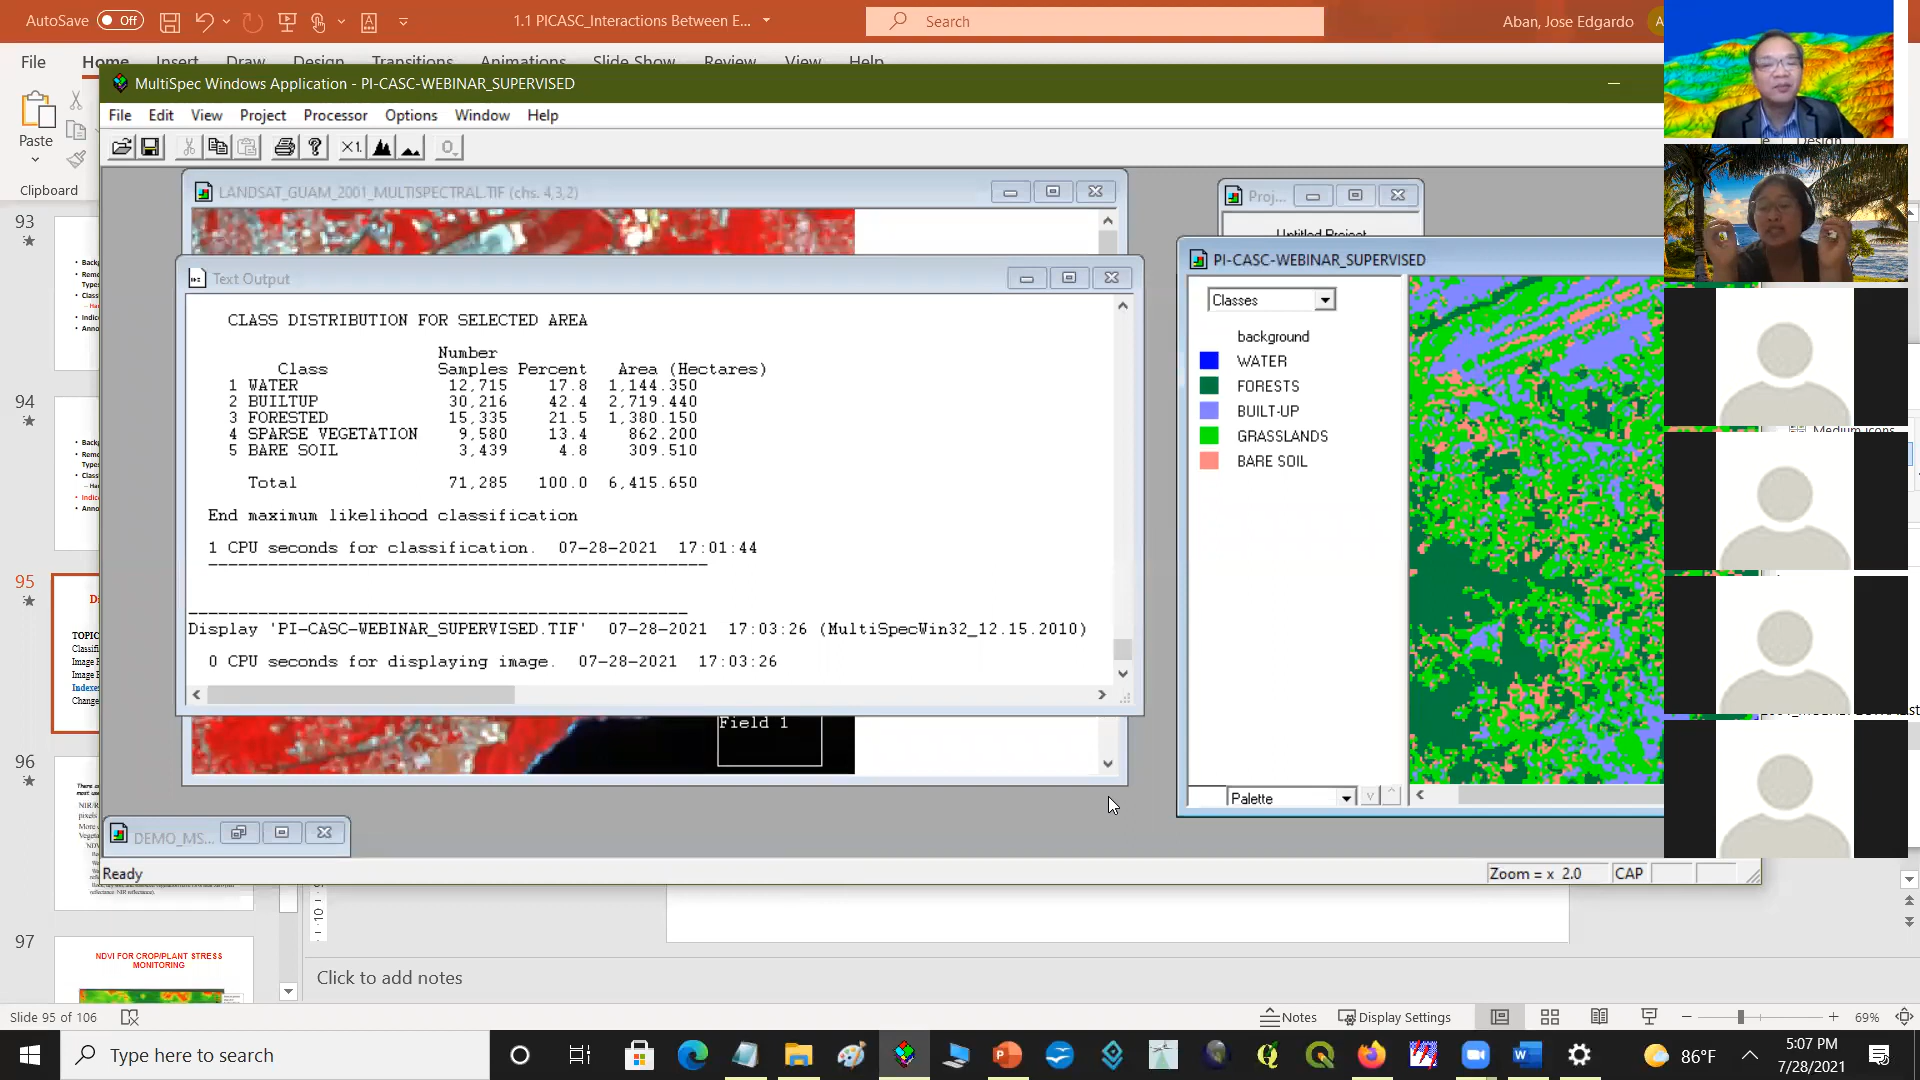 AutoSave Off 1.1 PICASC_Interactions Between E... Search Aban, Jose Edgardo
File Home Insert Draw Design Transitions Animations Slide Show Review View Help
MultiSpec Windows Application - PI-CASC-WEBINAR_SUPERVISED
File Edit View Project Processor Options Window Help
Paste
Clipboard
LANDSAT_GUAM_2001_MULTISPECTRAL.TIF (chs. 4,3,2)
Proj...
Untitled Project
Text Output
CLASS DISTRIBUTION FOR SELECTED AREA
Number
Class Samples Percent Area (Hectares)
1 WATER 12,715 17.8 1,144.350
2 BUILTUP 30,216 42.4 2,719.440
3 FORESTED 15,335 21.5 1,380.150
4 SPARSE VEGETATION 9,580 13.4 862.200
5 BARE SOIL 3,439 4.8 309.510
Total 71,285 100.0 6,415.650
End maximum likelihood classification
1 CPU seconds for classification. 07-28-2021 17:01:44
Display 'PI-CASC-WEBINAR_SUPERVISED.TIF' 07-28-2021 17:03:26 (MultiSpecWin32_12.15.2010)
0 CPU seconds for displaying image. 07-28-2021 17:03:26
Field 1
PI-CASC-WEBINAR_SUPERVISED
Classes
background
WATER
FORESTS
BUILT-UP
GRASSLANDS
BARE SOIL
Palette
DEMO_MS...
Ready Zoom = x 2.0 CAP
93
94
95
96
97
NDVI FOR CROP/PLANT STRESS
MONITORING
Click to add notes
Slide 95 of 106 Notes Display Settings 69%
Type here to search 86°F 5:07 PM
7/28/2021